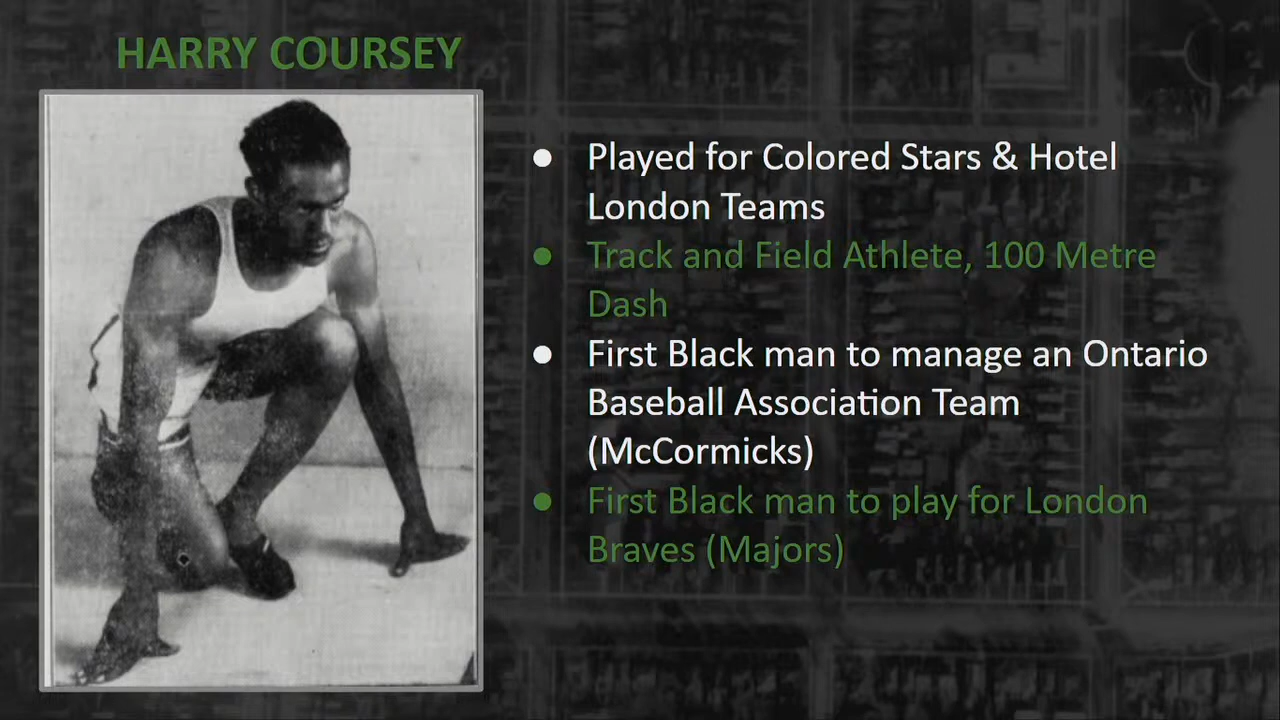 HARRY COURSEY
● Played for Colored Stars & Hotel
London Teams
● Track and Field Athlete, 100 Metre
Dash
● First Black man to manage an Ontario
Baseball Association Team
(McCormicks)
● First Black man to play for London
Braves (Majors)